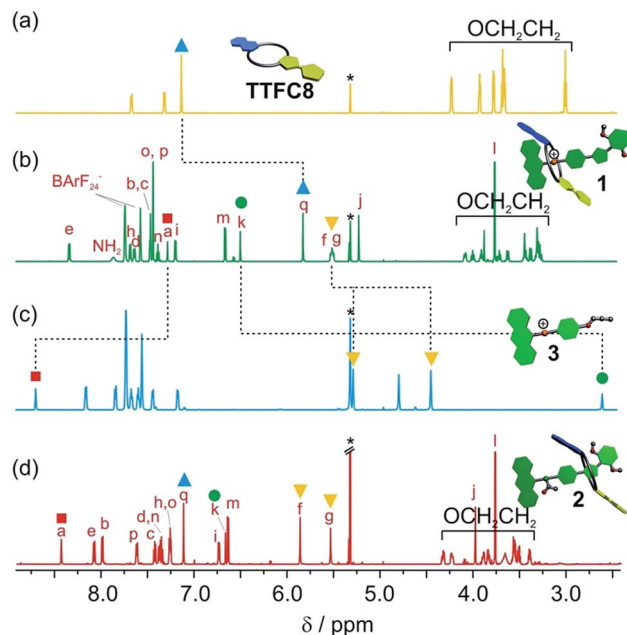 (a)
OCH₂CH₂
TTFC8
*
(b)
o, p
BArF₂₄⁻
b,c
l
1
OCH₂CH₂
e
NH₂
h
d
n
a
i
m
k
q
f
g
*
j
(c)
*
3
(d)
*
l
2
q
h,o
d,n
k
j
OCH₂CH₂
a
e
b
p
c
i
m
f
g
8.0
7.0
6.0
5.0
4.0
3.0
δ / ppm